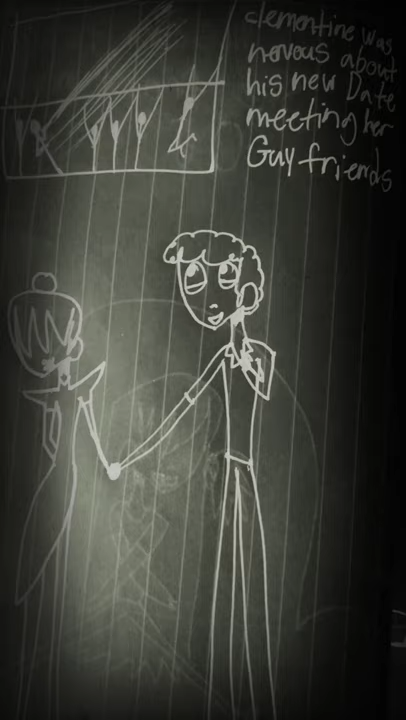 clementine was
nervous about
his new Date
meeting her
Guy friends